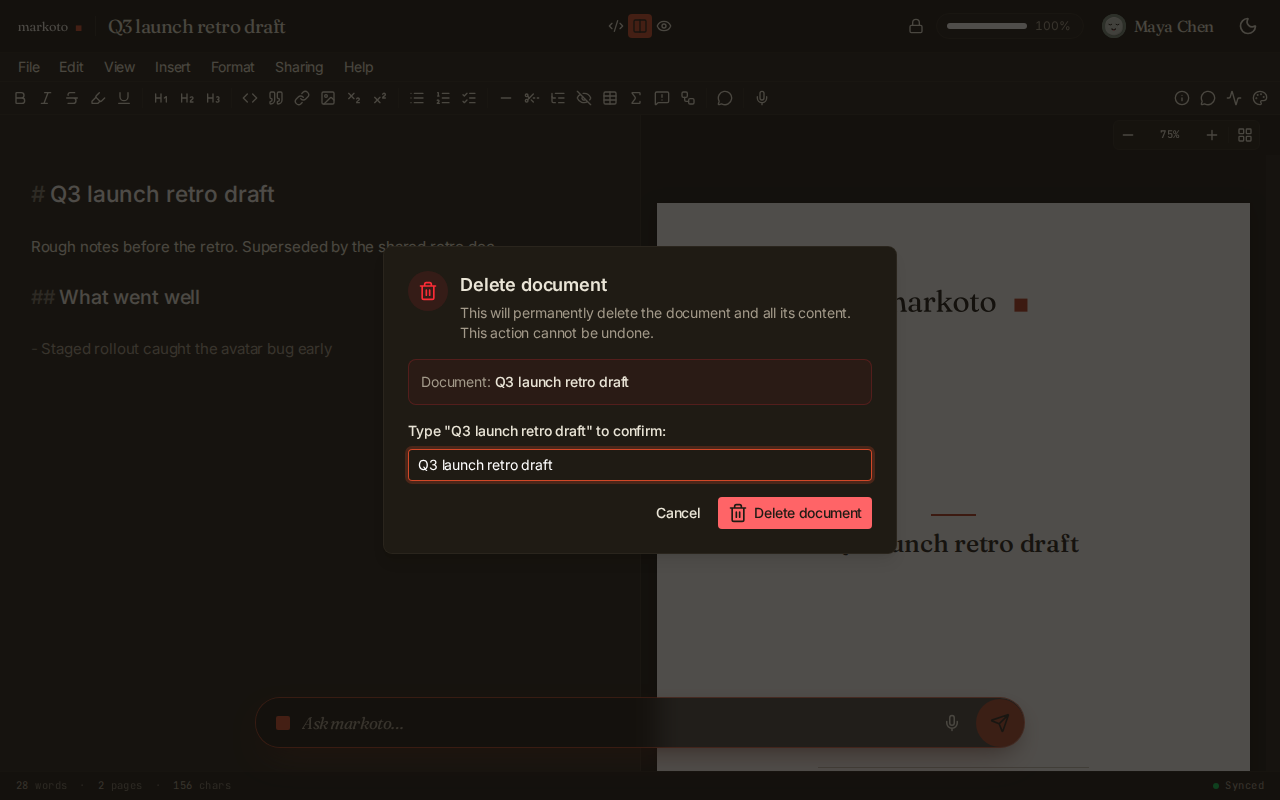 markoto
Q3 launch retro draft
100%
Maya Chen
File Edit View Insert Format Sharing Help
H1 H2 H3
75%
# Q3 launch retro draft
Rough notes before the retro. Superseded by the shared retro doc.
## What went well
- Staged rollout caught the avatar bug early
markoto
launch retro draft
Delete document
This will permanently delete the document and all its content.
This action cannot be undone.
Document: Q3 launch retro draft
Type "Q3 launch retro draft" to confirm:
Q3 launch retro draft
Cancel
Delete document
Ask markoto...
28 words · 2 pages · 156 chars
Synced